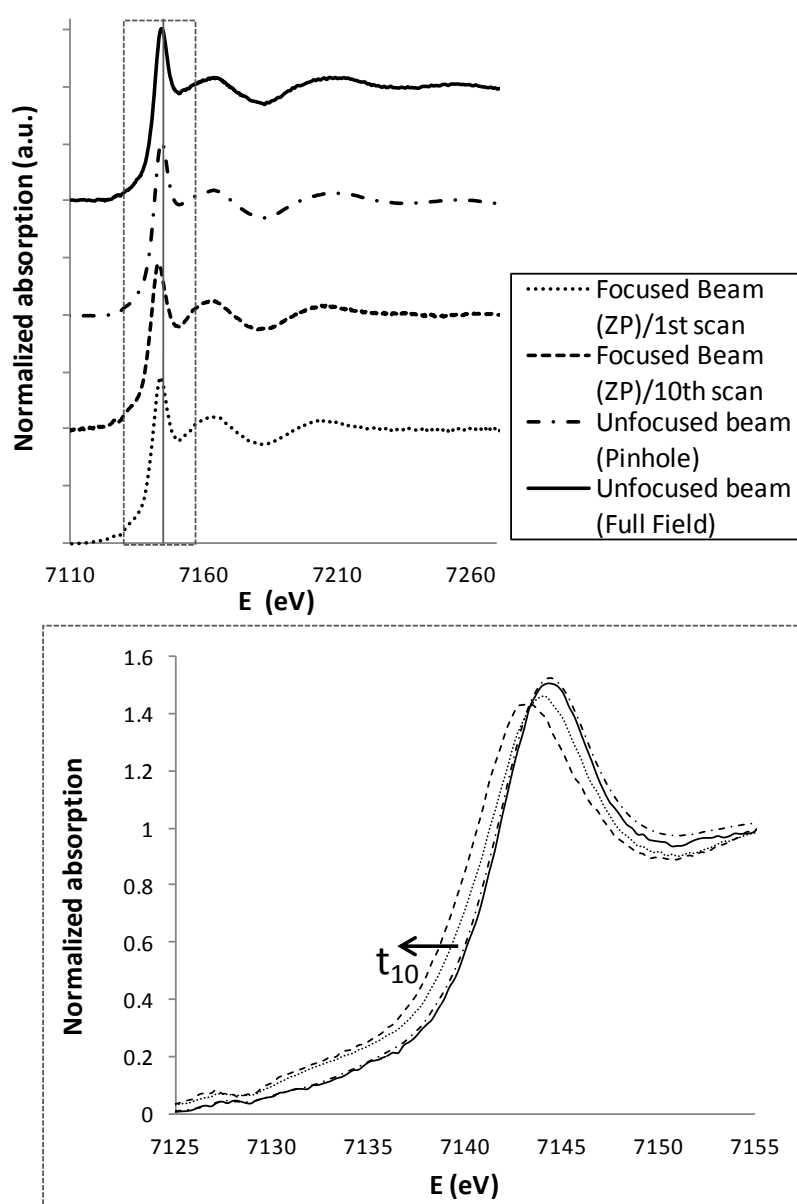 Normalized absorption (a.u.)
7110 7160 7210 7260
E (eV)
Focused Beam
(ZP)/1st scan
Focused Beam
(ZP)/10th scan
Unfocused beam
(Pinhole)
Unfocused beam
(Full Field)
Normalized absorption
1.6
1.4
1.2
1
0.8
0.6
0.4
0.2
0
t10
7125 7130 7135 7140 7145 7150 7155
E (eV)